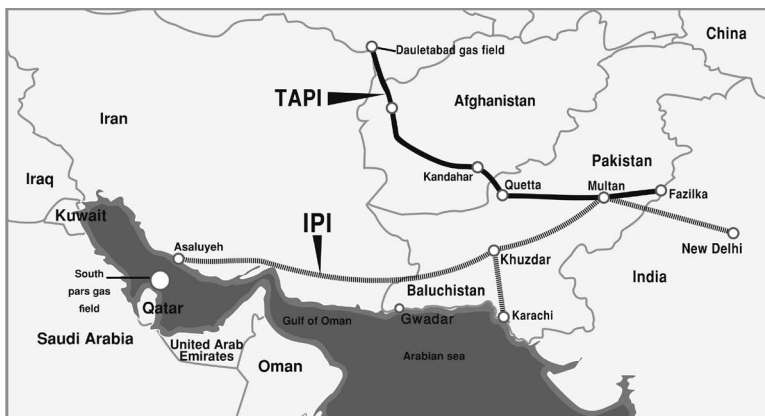 China
Dauletabad gas field
TAPI
Afghanistan
Iran
Pakistan
Kandahar
Iraq
Quetta
Multan
Fazilka
Kuwait
IPI
Asaluyeh
Khuzdar
New Delhi
South
pars gas
field
Baluchistan
India
Qatar
Gwadar
Karachi
Gulf of Oman
Saudi Arabia
United Arab
Emirates
Arabian sea
Oman